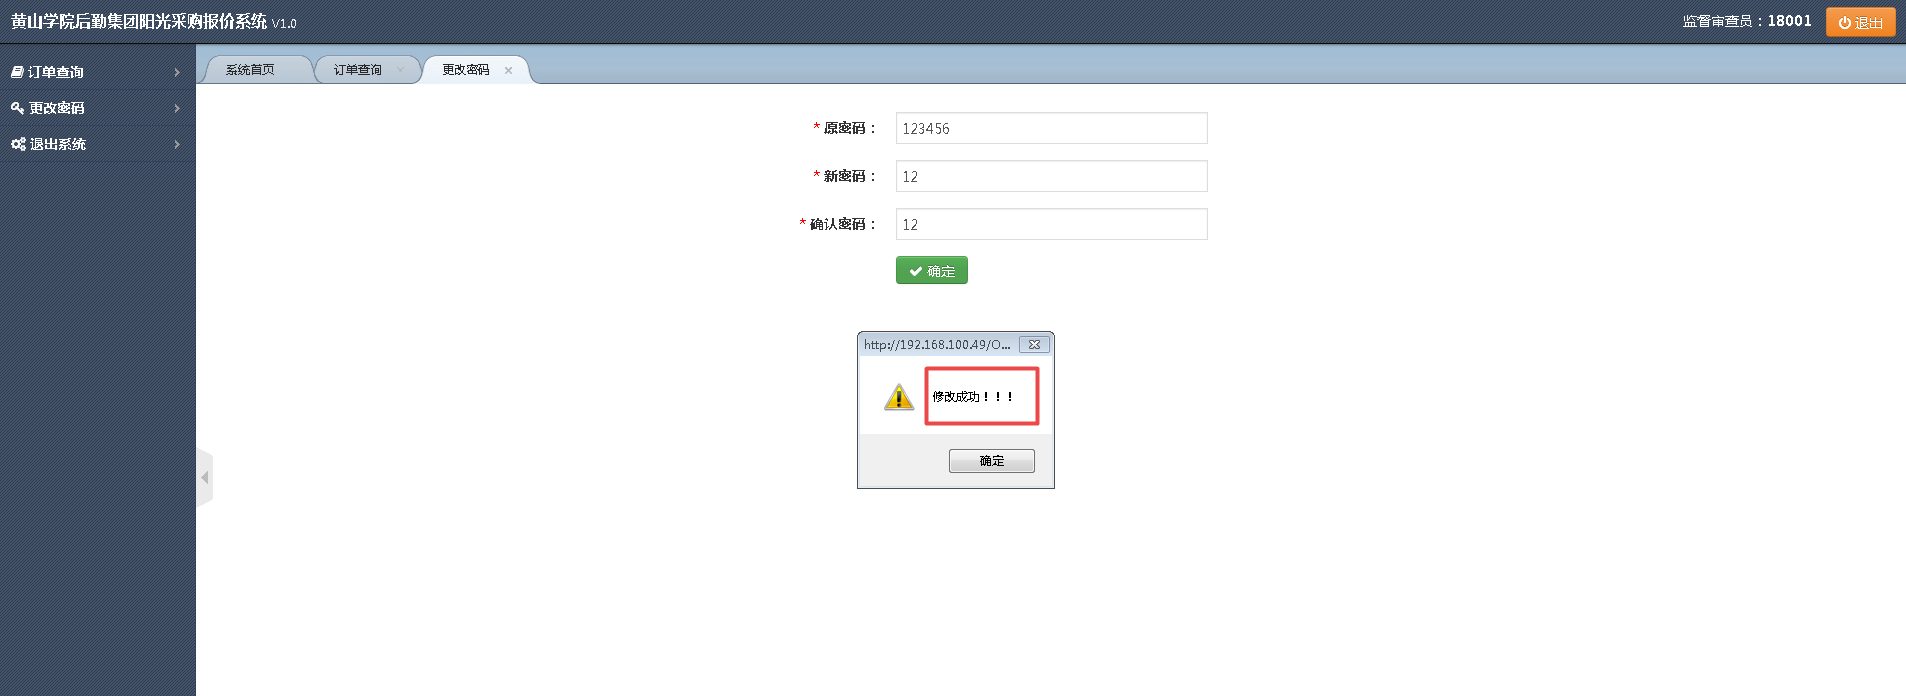 黄山学院后勤集团阳光采购报价系统 V1.0
监督审查员：18001
退出
订单查询
更改密码
退出系统
系统首页
订单查询
更改密码
* 原密码：
123456
* 新密码：
12
* 确认密码：
12
确定
http://192.168.100.49/O...
修改成功！！！
确定